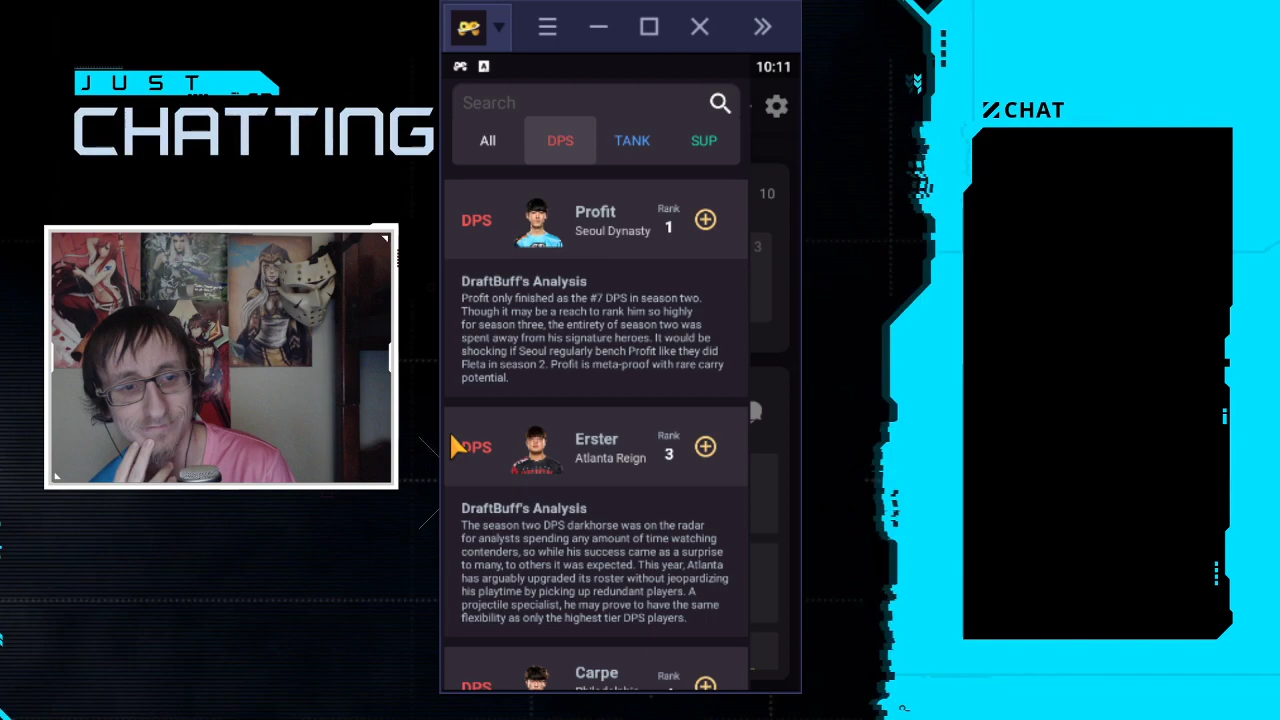 JUST
CHATTING
CHAT
10:11
Search
All
DPS
TANK
SUP
10
3
DPS
Profit
Seoul Dynasty
Rank
1
DraftBuff's Analysis
Profit only finished as the #7 DPS in season two.
Though it may be a reach to rank him so highly
for season three, the entirety of season two was
spent away from his signature heroes. It would be
shocking if Seoul regularly bench Profit like they did
Fleta in season 2. Profit is meta-proof with rare carry
potential.
DPS
Erster
Atlanta Reign
Rank
3
DraftBuff's Analysis
The season two DPS darkhorse was on the radar
for analysts spending any amount of time watching
contenders, so while his success came as a surprise
to many, to others it was expected. This year, Atlanta
has arguably upgraded its roster without jeopardizing
his playtime by picking up redundant players. A
projectile specialist, he may prove to have the same
flexibility as only the highest tier DPS players.
DPS
Carpe
Philadelphia
Rank